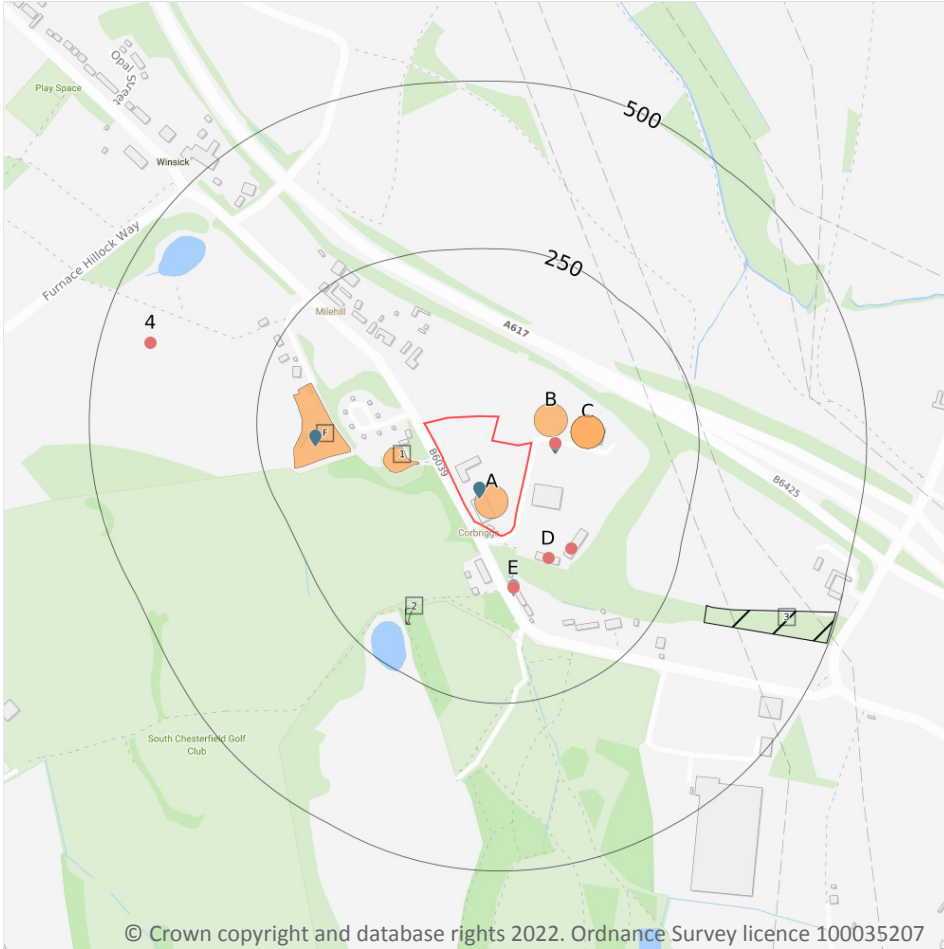 Opal Street
Play Space
500
Winsick
Furnace Hillock Way
250
Milehill
A617
4
B
C
F
1
B6039
A
B6425
Corbriggs
D
E
2
3
South Chesterfield Golf
Club
© Crown copyright and database rights 2022. Ordnance Survey licence 100035207